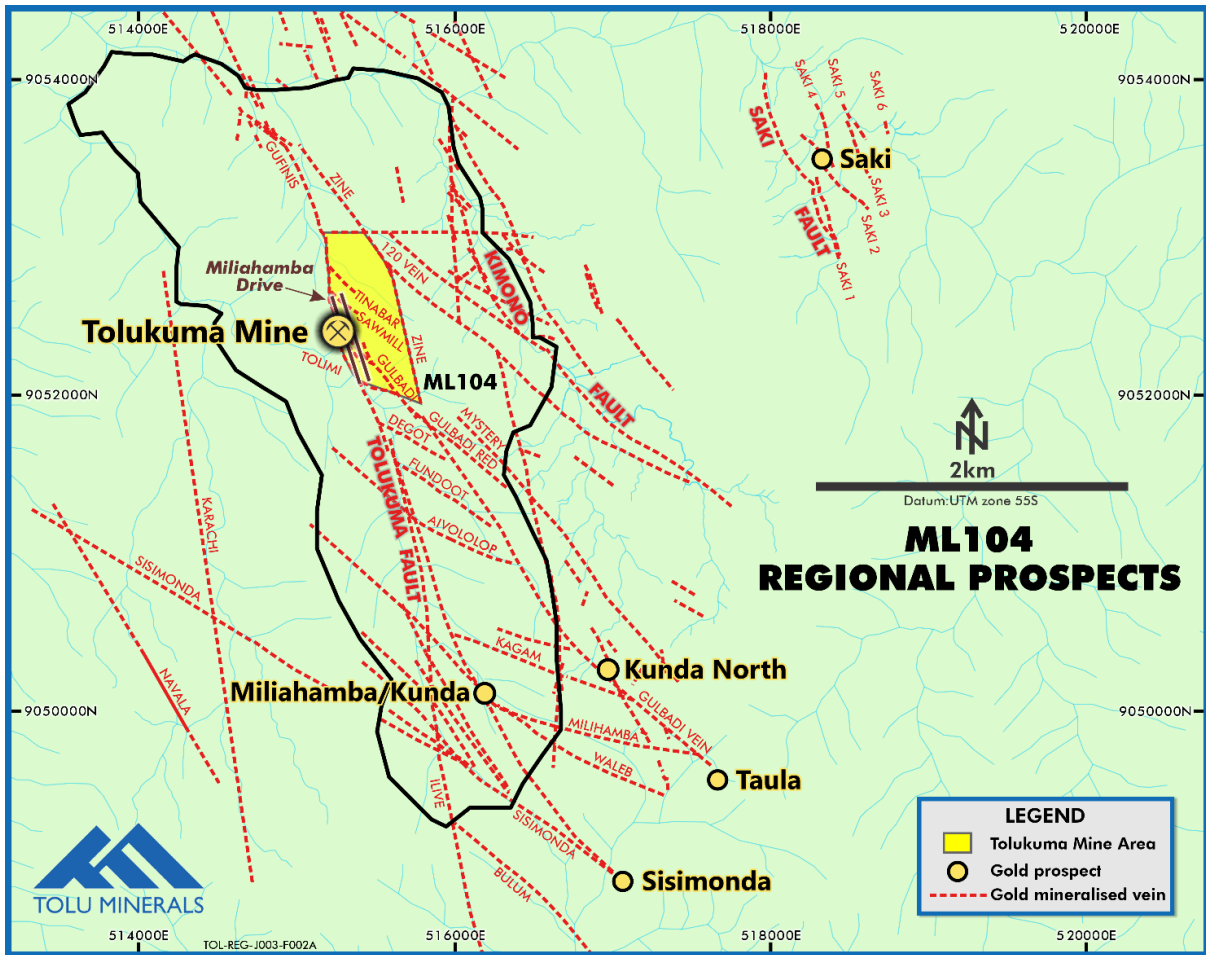 514000E
516000E
518000E
520000E
9054000N
9054000N
SAKI 4
SAKI 5
SAKI 6
SAKI
Saki
GUFINIS
ZINE
SAKI 3
FAULT
SAKI 2
SAKI 1
120 VEIN
KIMONO
Miliahamba
Drive
TINABAR
SAWMILL
Tolukuma Mine
ZINE
TOLIMI
GULBADI
ML104
9052000N
9052000N
FAULT
MYSTERY
GULBADI RED
DEGOT
N
2km
TOLUKUMA FAULT
FUNDOOT
Datum:UTM zone 55S
AIVOLOLOP
ML104
REGIONAL PROSPECTS
KARACHI
SISIMONDA
KAGAM
Kunda North
NAVALA
Miliahamba/Kunda
GULBADI VEIN
9050000N
9050000N
MILIHAMBA
WALEB
Taula
ILIVE
SISIMONDA
LEGEND
Tolukuma Mine Area
Gold prospect
Gold mineralised vein
BULUM
Sisimonda
TOLU MINERALS
514000E
TOL-REG-J003-F002A
516000E
518000E
520000E